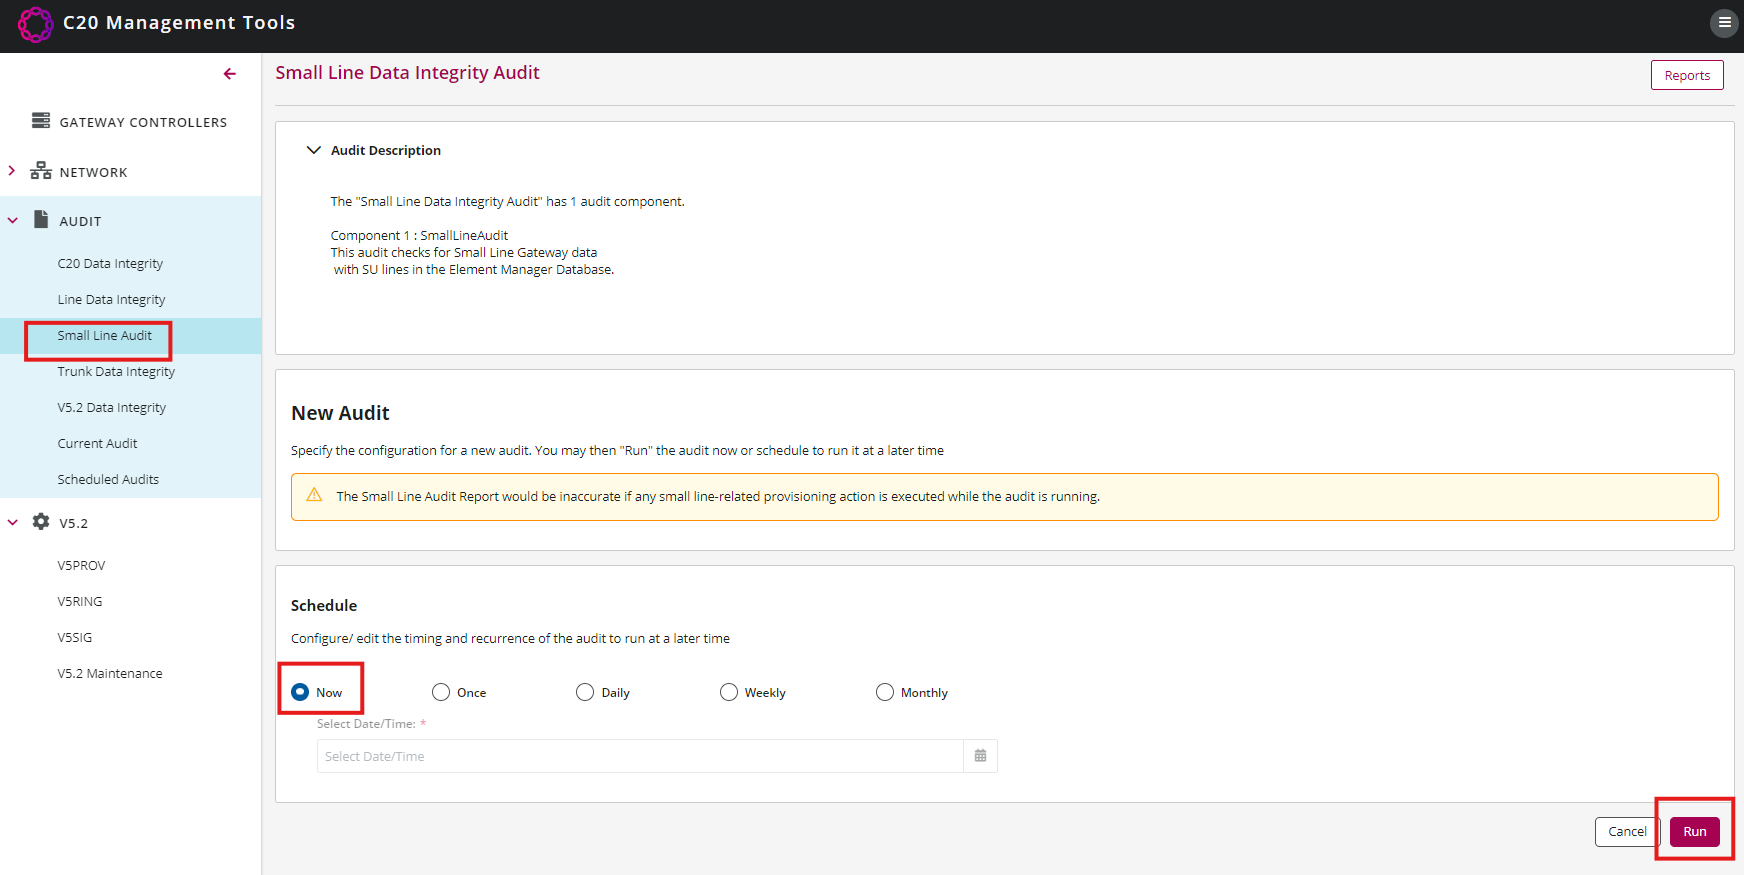 C20 Management Tools
GATEWAY CONTROLLERS
NETWORK
AUDIT
C20 Data Integrity
Line Data Integrity
Small Line Audit
Trunk Data Integrity
V5.2 Data Integrity
Current Audit
Scheduled Audits
V5.2
V5PROV
V5RING
V5SIG
V5.2 Maintenance
Small Line Data Integrity Audit
Reports
Audit Description
The "Small Line Data Integrity Audit" has 1 audit component.
Component 1 : SmallLineAudit
This audit checks for Small Line Gateway data
with SU lines in the Element Manager Database.
New Audit
Specify the configuration for a new audit. You may then "Run" the audit now or schedule to run it at a later time
The Small Line Audit Report would be inaccurate if any small line-related provisioning action is executed while the audit is running.
Schedule
Configure/ edit the timing and recurrence of the audit to run at a later time
Now Once Daily Weekly Monthly
Select Date/Time: *
Select Date/Time
Cancel Run